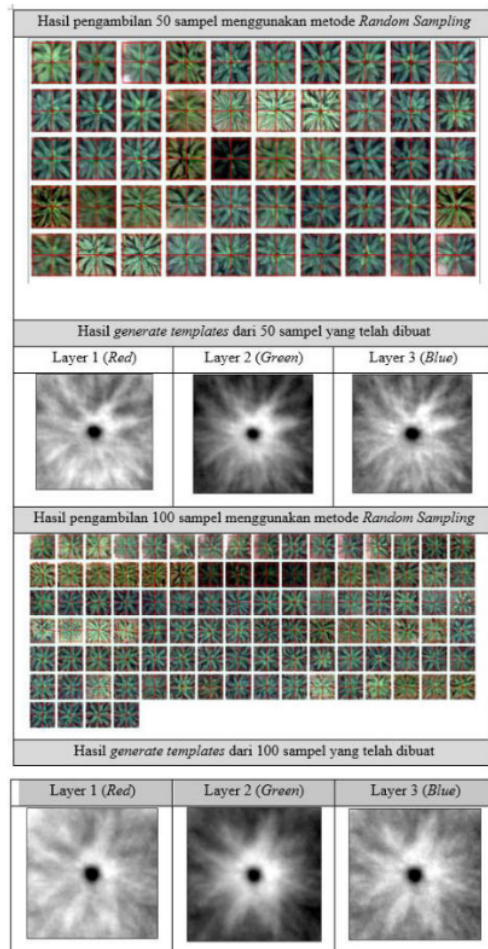 Hasil pengambilan 50 sampel menggunakan metode Random Sampling
Hasil generate templates dari 50 sampel yang telah dibuat
Layer 1 (Red)
Layer 2 (Green)
Layer 3 (Blue)
Hasil pengambilan 100 sampel menggunakan metode Random Sampling
Hasil generate templates dari 100 sampel yang telah dibuat
Layer 1 (Red)
Layer 2 (Green)
Layer 3 (Blue)